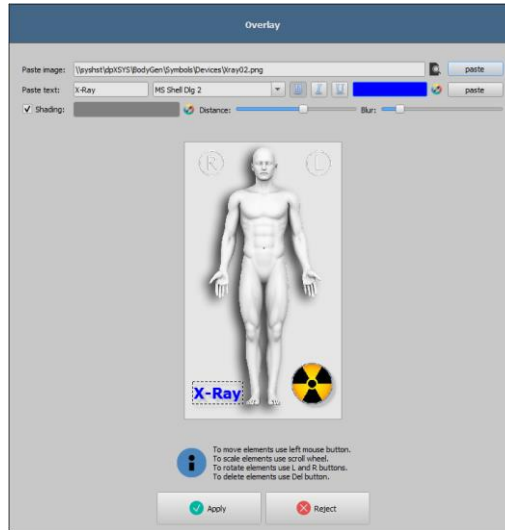 Overlay
Paste image: \\syshst\dpXSYS\BodyGen\Symbols\Devices\Xray02.png paste
Paste text: X-Ray MS Shell Dlg 2 B I U paste
Shading: Distance: Blur:
R L
X-Ray
To move elements use left mouse button.
To scale elements use scroll wheel.
To rotate elements use L and R buttons.
To delete elements use Del button.
Apply Reject